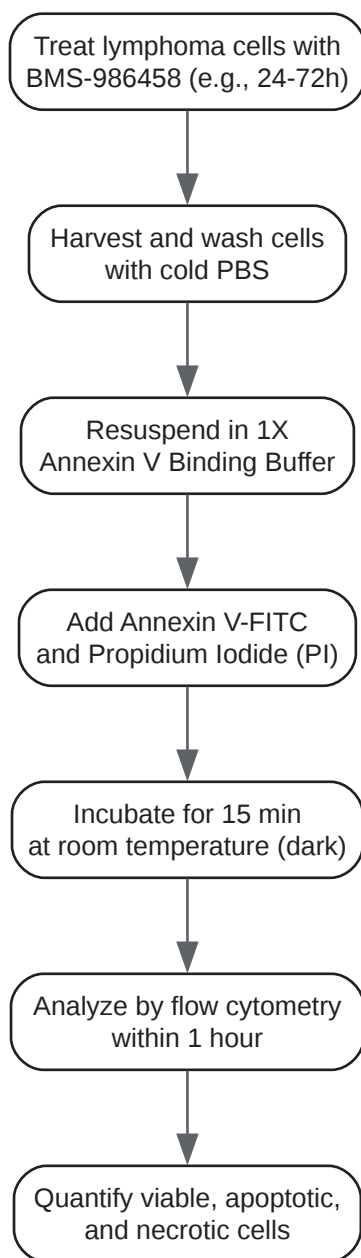 Treat lymphoma cells with
BMS-986458 (e.g., 24-72h)
Harvest and wash cells
with cold PBS
Resuspend in 1X
Annexin V Binding Buffer
Add Annexin V-FITC
and Propidium Iodide (PI)
Incubate for 15 min
at room temperature (dark)
Analyze by flow cytometry
within 1 hour
Quantify viable, apoptotic,
and necrotic cells